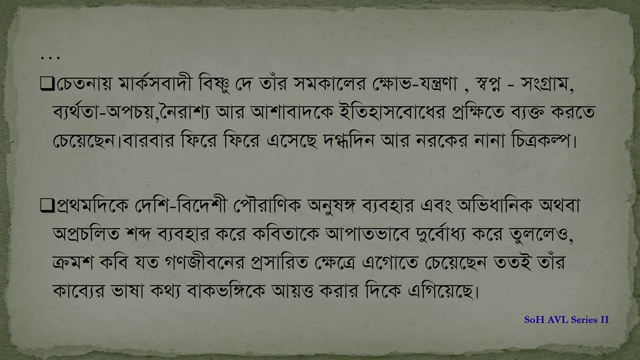 ...
❑চেতনায় মার্কসবাদী বিষ্ণু দে তাঁর সমকালের ক্ষোভ-যন্ত্রণা , স্বপ্ন - সংগ্রাম,
ব্যর্থতা-অপচয়,নৈরাশ্য আর আশাবাদকে ইতিহাসবোধের প্রক্ষিতে ব্যক্ত করতে
চেয়েছেন।বারবার ফিরে ফিরে এসেছে দগ্ধদিন আর নরকের নানা চিত্রকল্প।
❑প্রথমদিকে দেশি-বিদেশী পৌরাণিক অনুষঙ্গ ব্যবহার এবং অভিধানিক অথবা
অপ্রচলিত শব্দ ব্যবহার করে কবিতাকে আপাতভাবে দুর্বোধ্য করে তুললেও,
ক্রমশ কবি যত গণজীবনের প্রসারিত ক্ষেত্রে এগোতে চেয়েছেন ততই তাঁর
কাব্যের ভাষা কথ্য বাকভঙ্গিকে আয়ত্ত করার দিকে এগিয়েছে।
SoH AVL Series II